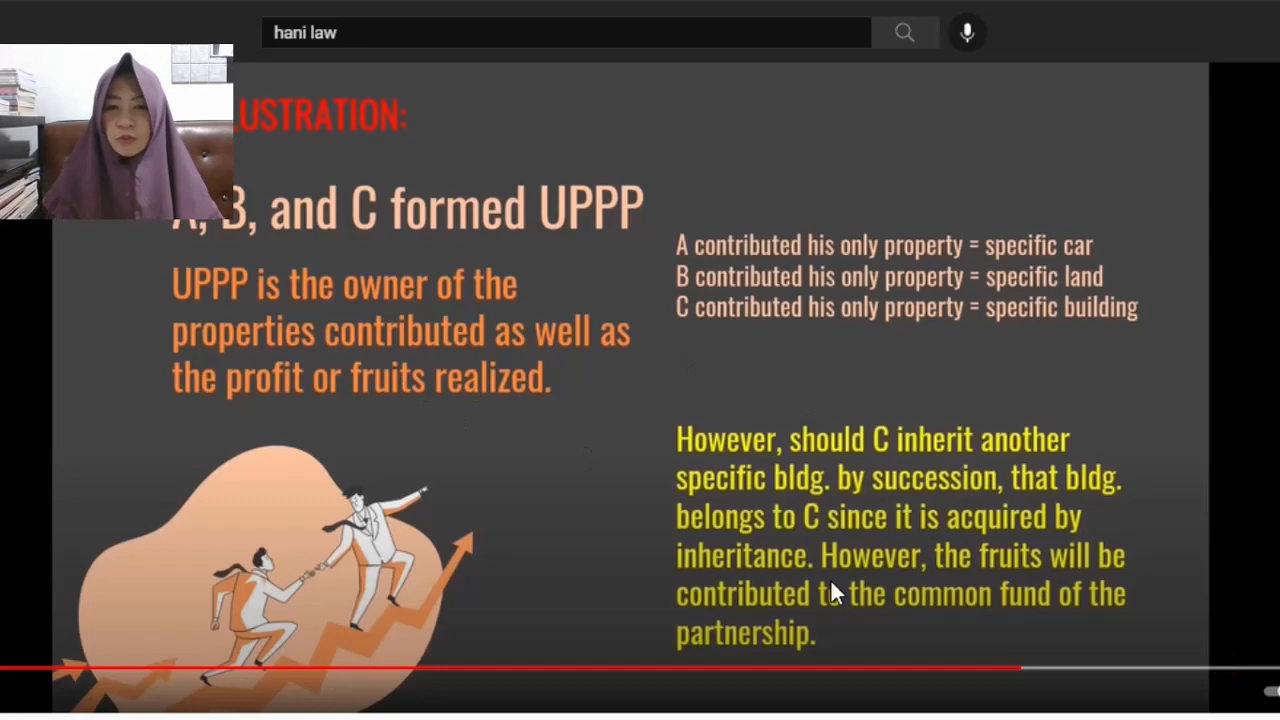 hani law
LUSTRATION:
A, B, and C formed UPPP
UPPP is the owner of the
properties contributed as well as
the profit or fruits realized.
A contributed his only property = specific car
B contributed his only property = specific land
C contributed his only property = specific building
However, should C inherit another
specific bldg. by succession, that bldg.
belongs to C since it is acquired by
inheritance. However, the fruits will be
contributed to the common fund of the
partnership.